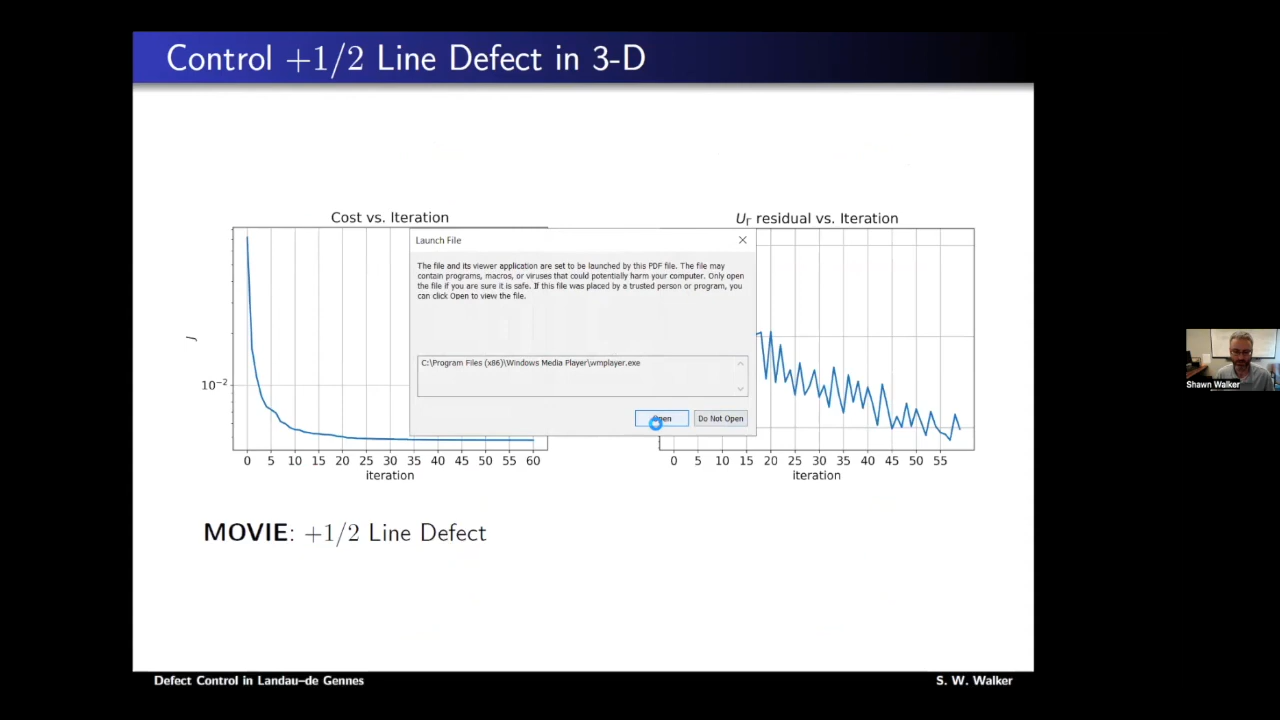 Control +1/2 Line Defect in 3-D
Cost vs. Iteration
J
10⁻²
0 5 10 15 20 25 30 35 40 45 50 55 60
iteration
U_Γ residual vs. Iteration
0 5 10 15 20 25 30 35 40 45 50 55
iteration
Launch File
The file and its viewer application are set to be launched by this PDF file. The file may
contain programs, macros, or viruses that could potentially harm your computer. Only open
the file if you are sure it is safe. If this file was placed by a trusted person or program, you
can click Open to view the file.
C:\Program Files (x86)\Windows Media Player\wmplayer.exe
Open Do Not Open
MOVIE: +1/2 Line Defect
Shawn Walker
Defect Control in Landau–de Gennes S. W. Walker